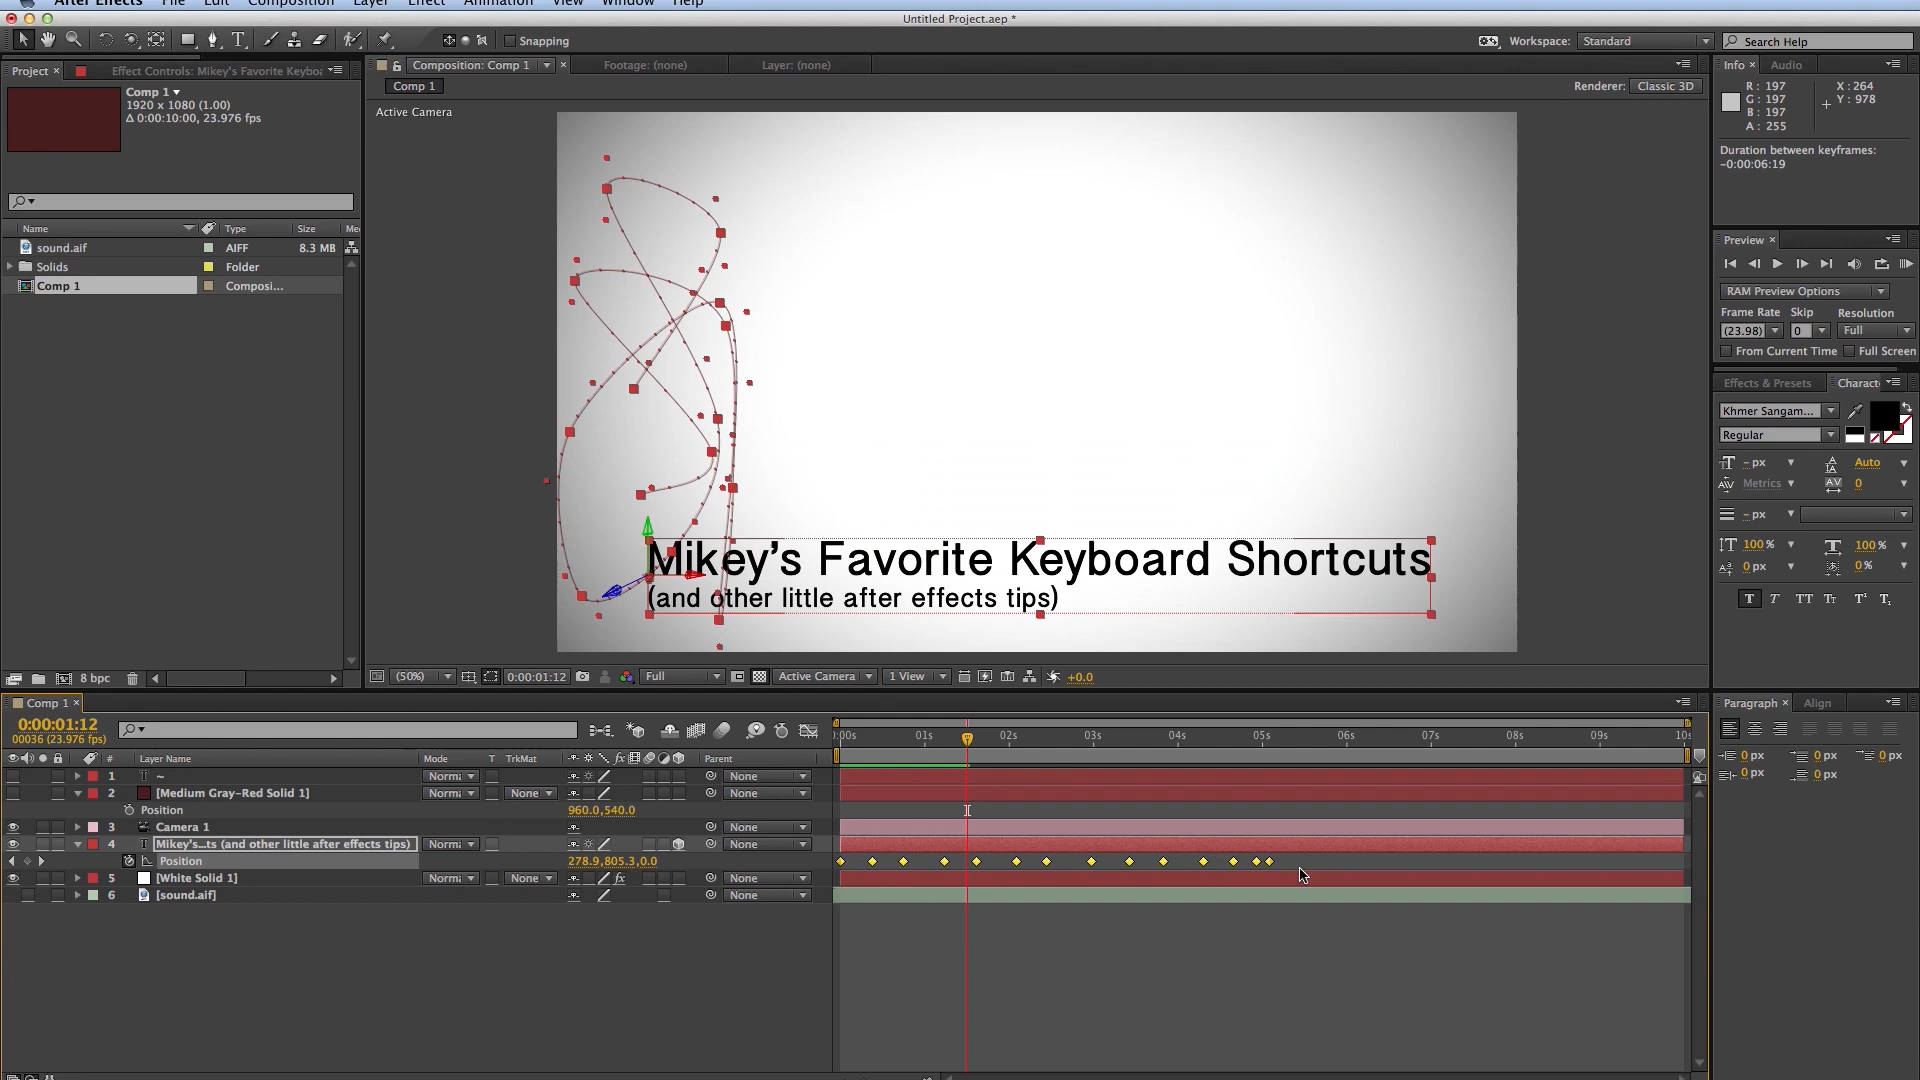 After Effects File Edit Composition Layer Effect Animation View Window Help
Untitled Project.aep *
Snapping
Workspace: Standard
Search Help
Project
Effect Controls: Mikey's Favorite Keyboa
Composition: Comp 1
Footage: (none)
Layer: (none)
Info
Audio
Comp 1
1920 x 1080 (1.00)
Δ 0:00:10:00, 23.976 fps
Comp 1
Renderer: Classic 3D
R: 197
G: 197
B: 197
A: 255
X: 264
Y: 978
Active Camera
Duration between keyframes:
-0:00:06:19
Name Type Size Me
sound.aif AIFF 8.3 MB
Solids Folder
Comp 1 Composi...
Preview
RAM Preview Options
Frame Rate Skip Resolution
(23.98) 0 Full
From Current Time Full Screen
Effects & Presets
Charact
Khmer Sangam...
Regular
- px Auto
Metrics 0
- px
100% 100%
0 px 0%
T T TT Tt T¹ T₁
Mikey's Favorite Keyboard Shortcuts
(and other little after effects tips)
8 bpc
(50%) 0:00:01:12 Full Active Camera 1 View +0.0
Comp 1
0:00:01:12
00036 (23.976 fps)
):00s 01s 02s 03s 04s 05s 06s 07s 08s 09s 10s
# Layer Name Mode T TrkMat Parent
1 ~ Norma None
2 [Medium Gray-Red Solid 1] Norma None None
Position 960.0,540.0
3 Camera 1 None
4 Mikey's...ts (and other little after effects tips) Norma None
Position 278.9,805.3,0.0
5 [White Solid 1] Norma None None
6 [sound.aif] None
Paragraph
Align
0 px 0 px 0 px
0 px 0 px